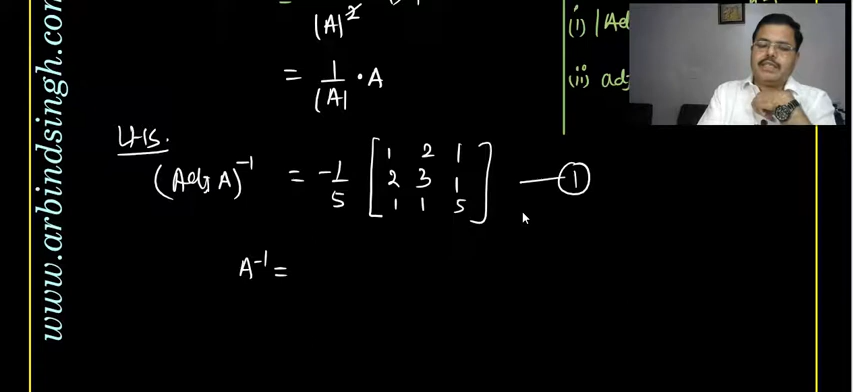 |A|²
= 1/|A| · A
(i) |Ad
(ii) adj
LHS.
(Adj A)⁻¹ = -1/5 [1 2 1
2 3 1
1 1 5] — ①
A⁻¹ =
www.arbindsingh.com